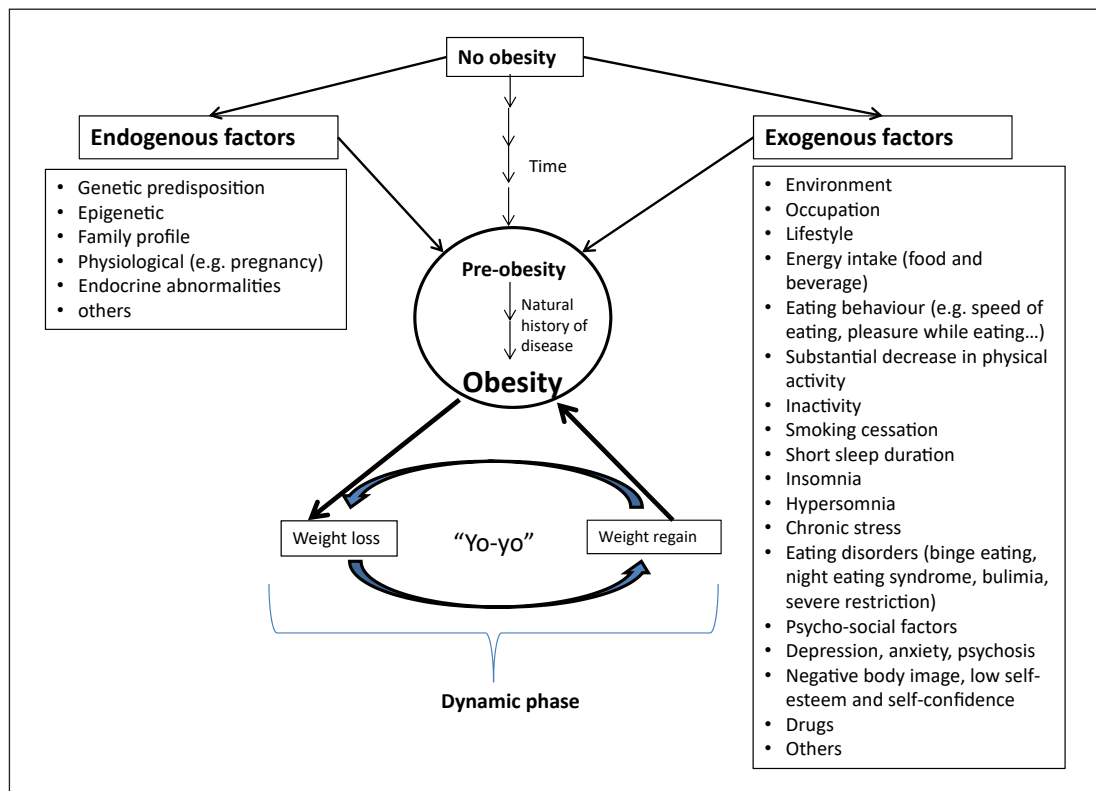 No obesity
Endogenous factors
Exogenous factors
• Genetic predisposition
• Epigenetic
• Family profile
• Physiological (e.g. pregnancy)
• Endocrine abnormalities
• others
Time
Pre-obesity
Natural
history of
disease
Obesity
Weight loss
“Yo-yo”
Weight regain
Dynamic phase
• Environment
• Occupation
• Lifestyle
• Energy intake (food and
beverage)
• Eating behaviour (e.g. speed of
eating, pleasure while eating…)
• Substantial decrease in physical
activity
• Inactivity
• Smoking cessation
• Short sleep duration
• Insomnia
• Hypersomnia
• Chronic stress
• Eating disorders (binge eating,
night eating syndrome, bulimia,
severe restriction)
• Psycho-social factors
• Depression, anxiety, psychosis
• Negative body image, low self-
esteem and self-confidence
• Drugs
• Others